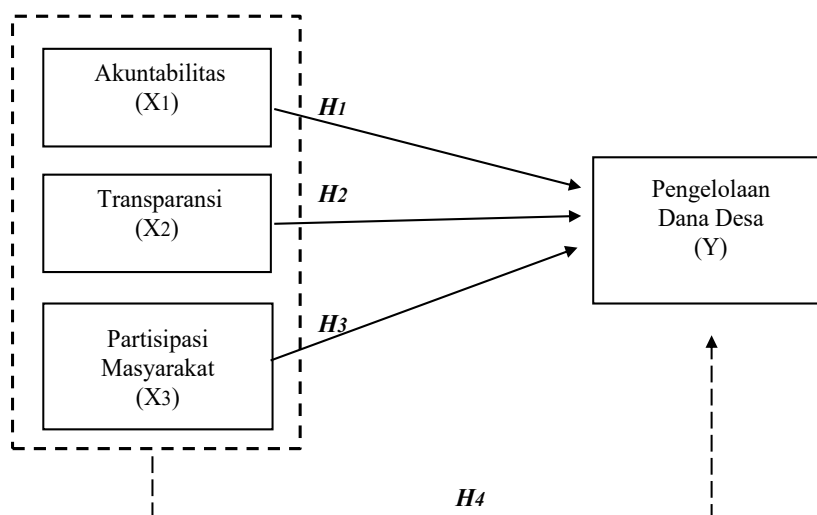 Akuntabilitas
(X1)
H1
Transparansi
(X2)
H2
Partisipasi
Masyarakat
(X3)
H3
Pengelolaan
Dana Desa
(Y)
H4